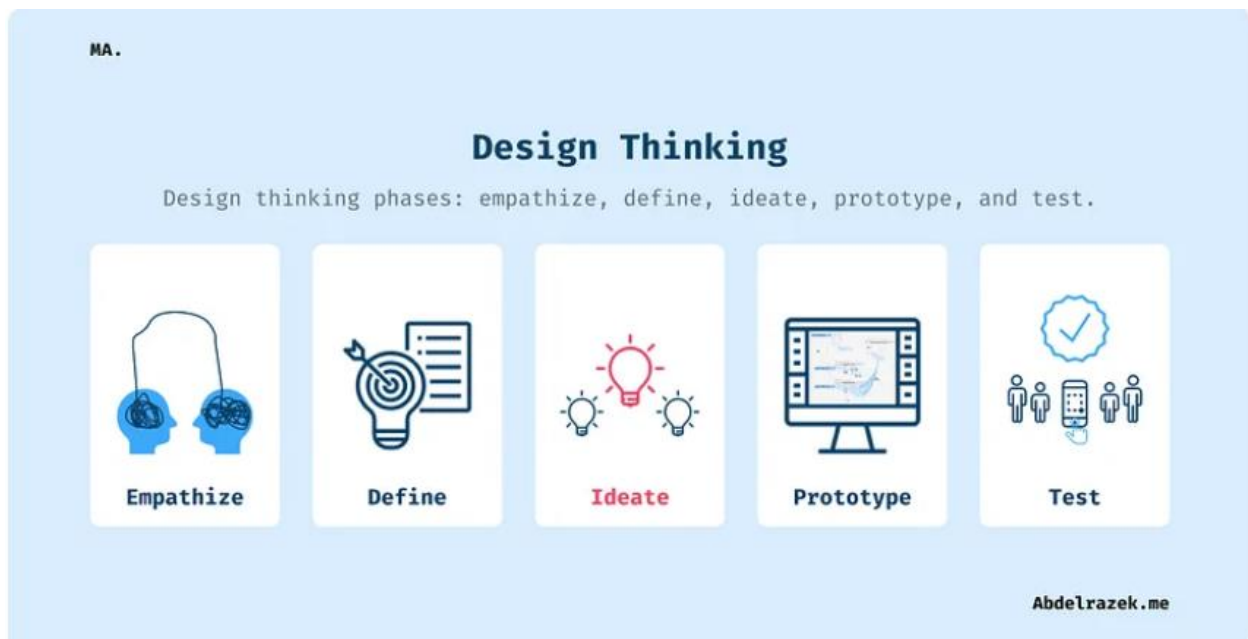 MA.
Design Thinking
Design thinking phases: empathize, define, ideate, prototype, and test.
Empathize
Define
Ideate
Prototype
Test
Abdelrazek.me